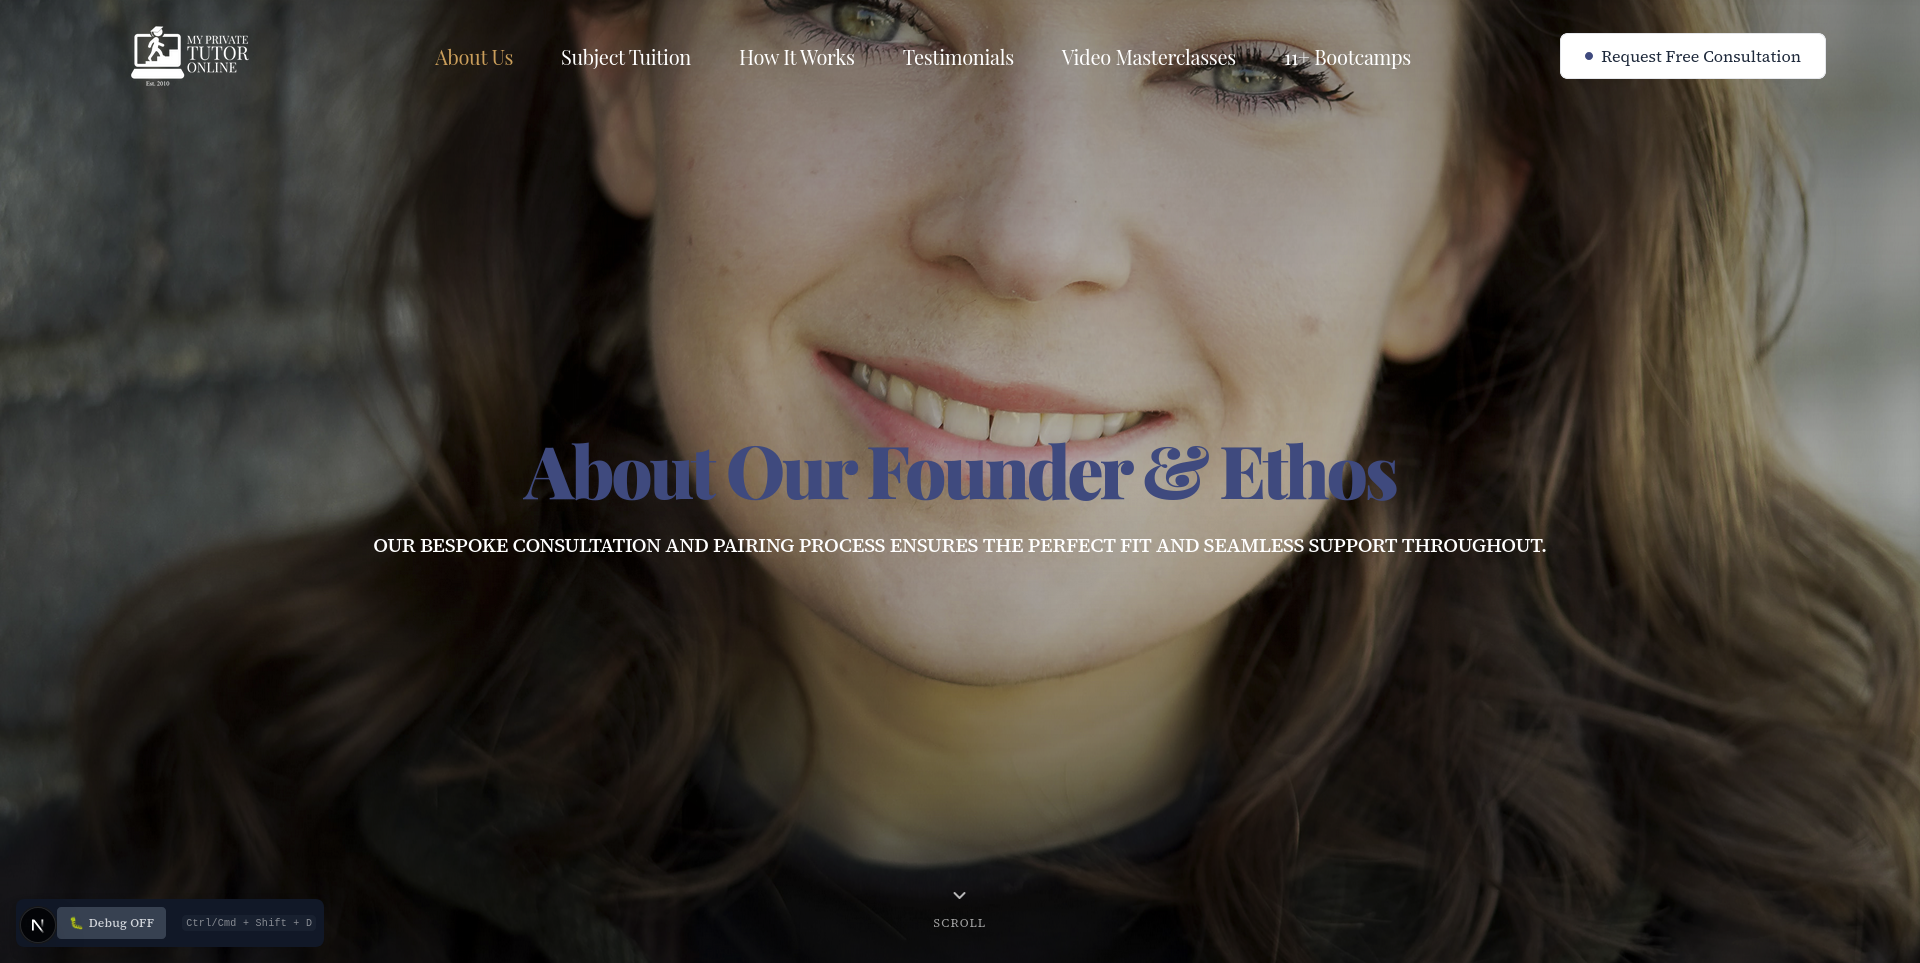 MY PRIVATE
TUTOR
ONLINE
Est. 2010
About Us
Subject Tuition
How It Works
Testimonials
Video Masterclasses
11+ Bootcamps
Request Free Consultation
About Our Founder & Ethos
OUR BESPOKE CONSULTATION AND PAIRING PROCESS ENSURES THE PERFECT FIT AND SEAMLESS SUPPORT THROUGHOUT.
SCROLL
N
Debug OFF
Ctrl/Cmd + Shift + D